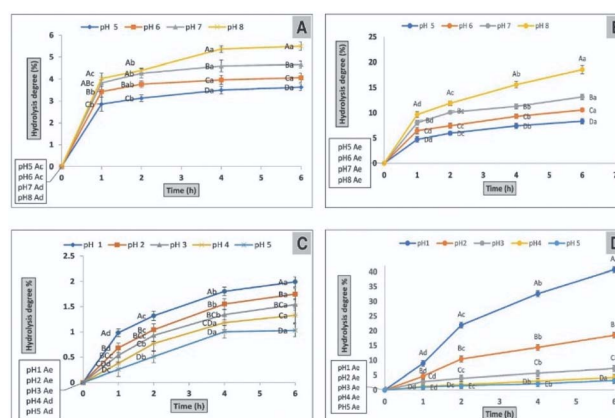 A
pH 5 pH 6 pH 7 pH 8
Hydrolysis degree (%)
6
5
4
3
2
1
0
Ac
ABc
Bb
Cb
Ab
Ab
Ba
Cb
Aa
Ba
Ca
Da
Aa
Ba
Ca
Da
0 1 2 3 4 5 6
Time (h)
pH5 Ac
pH6 Ac
pH7 Ad
pH8 Ad
B
pH 5 pH 6 pH 7 pH 8
Hydrolysis degree (%)
25
20
15
10
5
0
Ad
Bd
Cd
Dd
Ac
Bc
Cc
Dc
Ab
Bb
Cb
Db
Aa
Ba
Ca
Da
0 1 2 3 4 5 6 7
Time (h)
pH5 Ae
pH6 Ae
pH7 Ae
pH8 Ae
C
pH 1 pH 2 pH 3 pH 4 pH 5
Hydrolysis degree %
2.5
2
1.5
1
0.5
0
Ad
Bd
BCc
Dc
Ac
Bc
BCc
Db
Ab
Bb
BCb
CDa
Da
Aa
Ba
BCa
Ca
Da
0 1 2 3 4 5 6
Time (h)
pH1 Ae
pH2 Ae
pH3 Ae
pH4 Ad
pH5 Ad
D
pH1 pH2 pH3 pH4 pH 5
Hydrolysis degree %
40
35
30
25
20
15
10
5
0
Ad
Bd
Cd
Dd
Ac
Bc
Cc
Ab
Bb
Cb
0 1 2 3 4 5 6
Time (h)
pH1 Ae
pH2 Ae
pH3 Ae
pH4 Ae
PH5 Ae